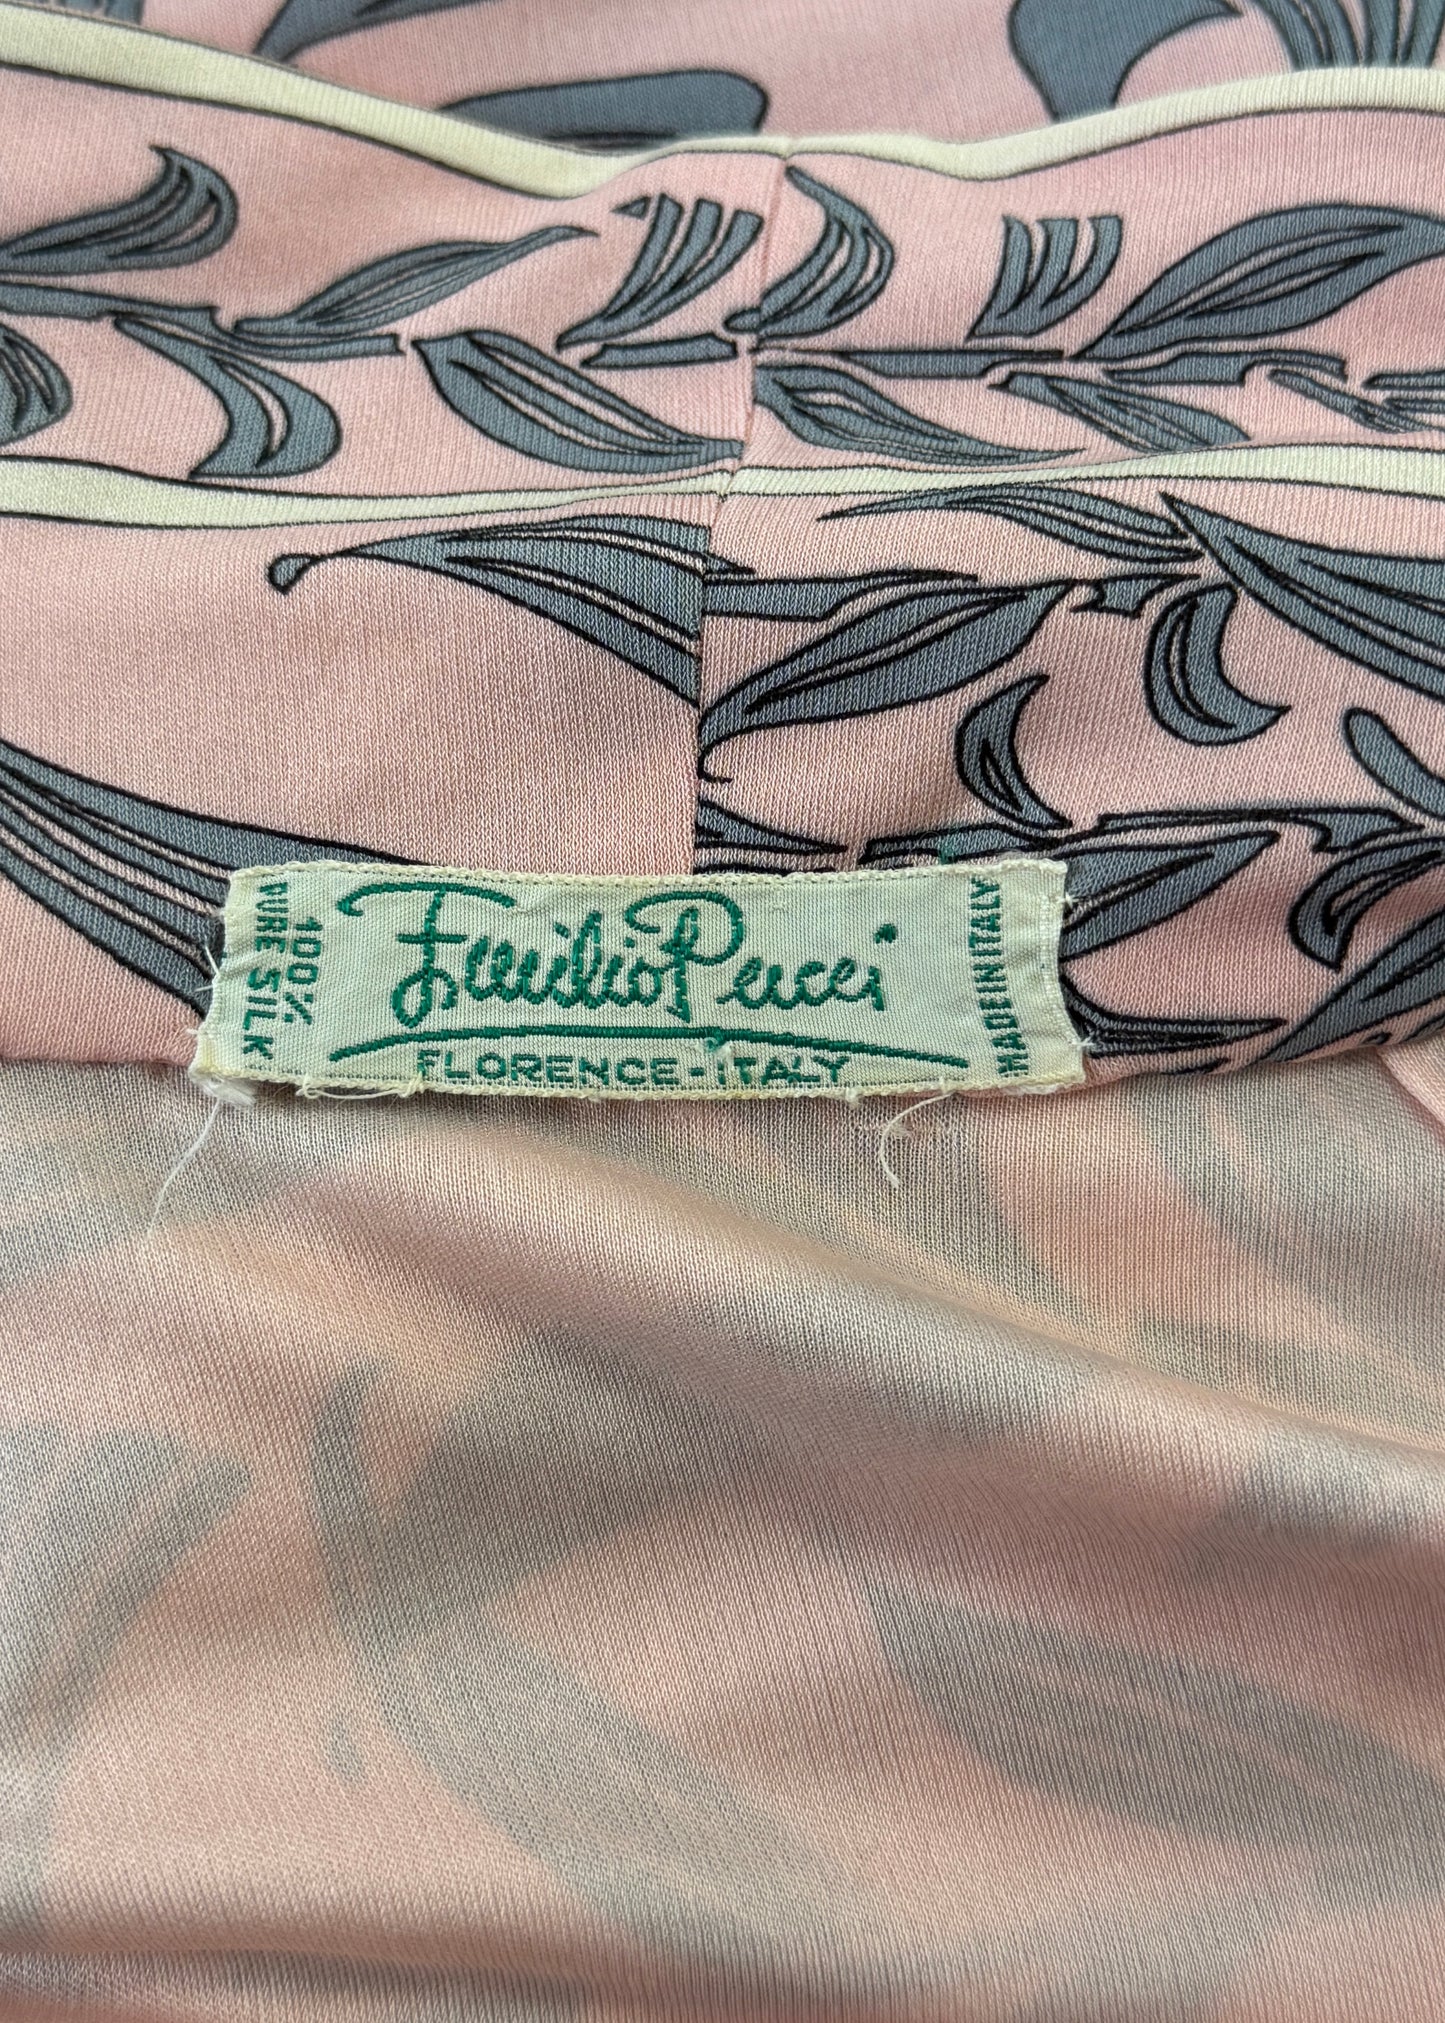 100%
PURE SILK
Emilio Pucci
FLORENCE - ITALY
MADE IN ITALY